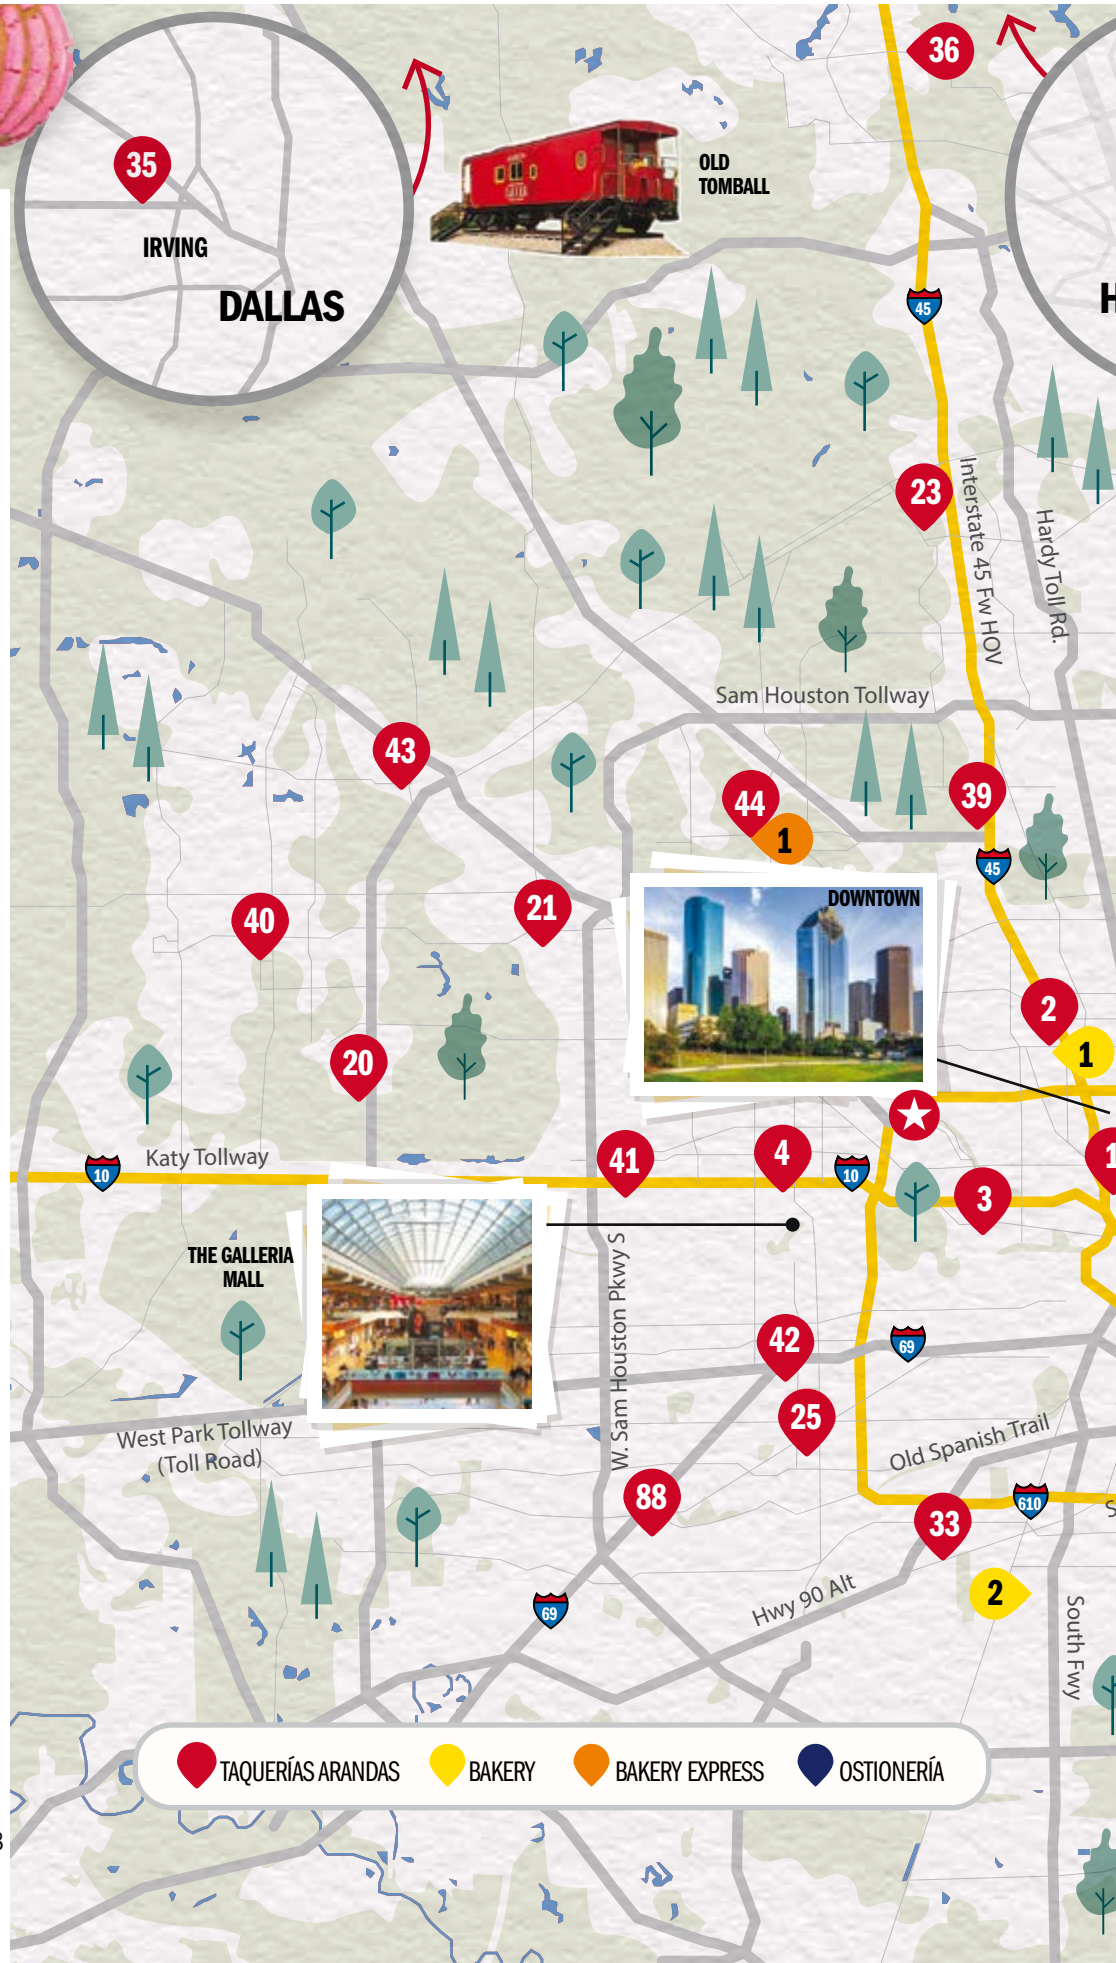 36
35
OLD
TOMBALL
IRVING
DALLAS
H
45
23
Interstate 45 Fw HOV
Hardy Toll Rd.
Sam Houston Tollway
43
44
39
1
45
DOWNTOWN
40
21
2
1
20
Katy Tollway
10
41
4
10
1
3
THE GALLERIA
MALL
W. Sam Houston Pkwy S
42
69
25
West Park Tollway
(Toll Road)
Old Spanish Trail
88
610
S
33
2
69
Hwy 90 Alt
South Fwy
TAQUERÍAS ARANDAS
BAKERY
BAKERY EXPRESS
OSTIONERÍA